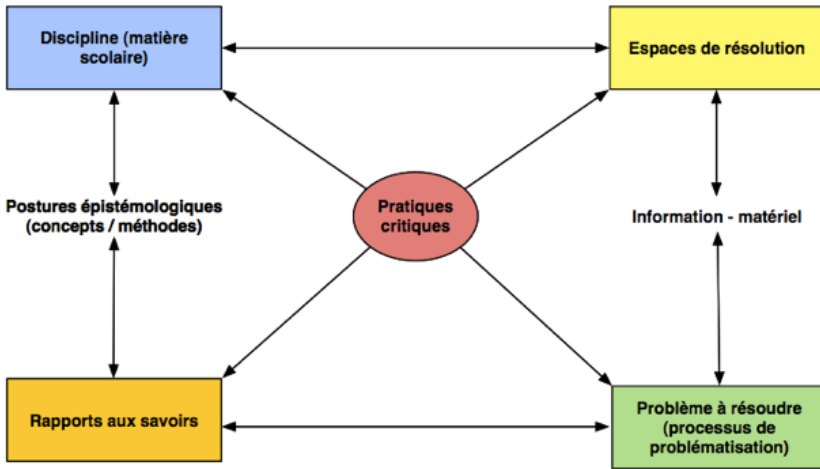 Discipline (matière
scolaire)
Espaces de résolution
Postures épistémologiques
(concepts / méthodes)
Pratiques
critiques
Information - matériel
Rapports aux savoirs
Problème à résoudre
(processus de
problématisation)